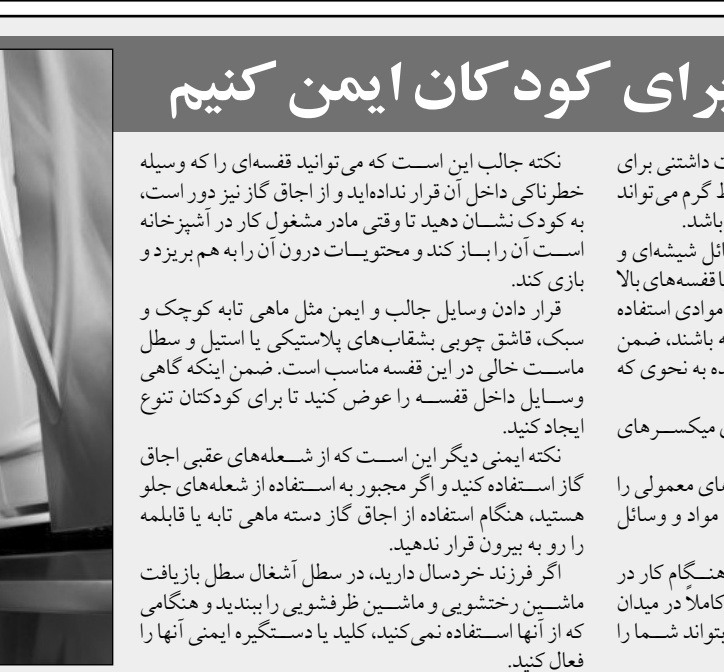 برای کودکان ایمن کنیم
ت داشتنی برای
ط گرم می‌تواند
باشد.
ائل شیشه‌ای و
ا قفسه‌های بالا
موادی استفاده
ه باشند، ضمن
ده به نحوی که
ی میکسرهای
های معمولی را
مواد و وسائل
هنگام کار در
کاملاً در میدان
بتواند شما را
نکته جالب این است که می‌توانید قفسه‌ای را که وسیله
خطرناکی داخل آن قرار نداده‌اید و از اجاق گاز نیز دور است،
به کودک نشان دهید تا وقتی مادر مشغول کار در آشپزخانه
است آن را باز کند و محتویات درون آن را به هم بریزد و
بازی کند.
قرار دادن وسایل جالب و ایمن مثل ماهی تابه کوچک و
سبک، قاشق چوبی بشقاب‌های پلاستیکی یا استیل و سطل
ماست خالی در این قفسه مناسب است. ضمن اینکه گاهی
وسایل داخل قفسه را عوض کنید تا برای کودکتان تنوع
ایجاد کنید.
نکته ایمنی دیگر این است که از شعله‌های عقبی اجاق
گاز استفاده کنید و اگر مجبور به استفاده از شعله‌های جلو
هستید، هنگام استفاده از اجاق گاز دسته ماهی تابه یا قابلمه
را رو به بیرون قرار ندهید.
اگر فرزند خردسال دارید، در سطل آشغال سطل بازیافت
ماشین رختشویی و ماشین ظرفشویی را ببندید و هنگامی
که از آنها استفاده نمی‌کنید، کلید یا دستگیره ایمنی آنها را
فعال کنید.